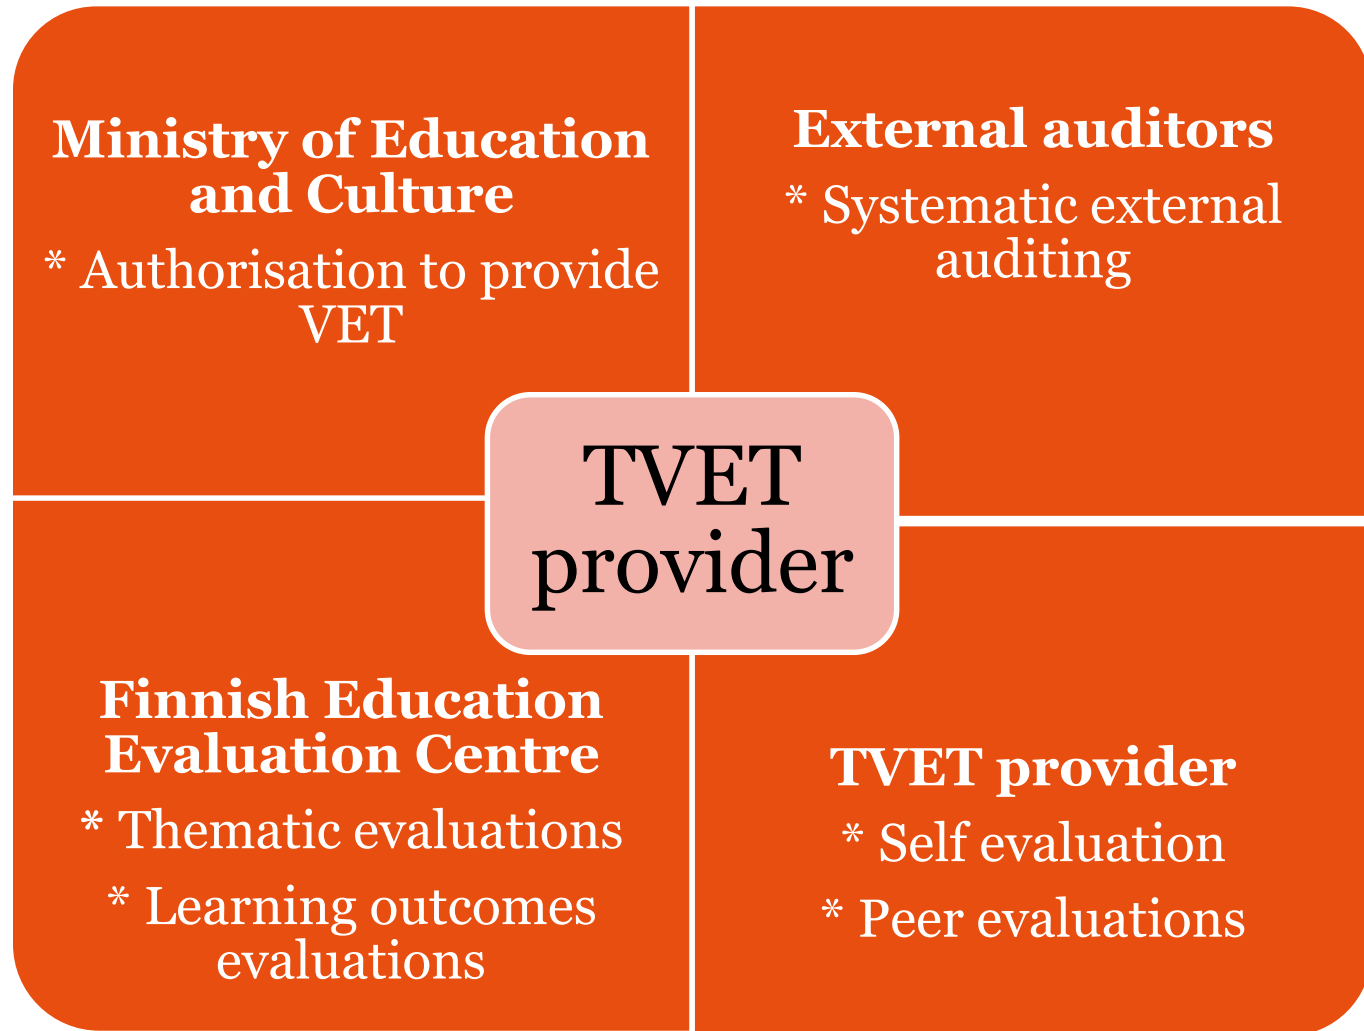 Ministry of Education
and Culture
* Authorisation to provide
VET
External auditors
* Systematic external
auditing
TVET
provider
Finnish Education
Evaluation Centre
* Thematic evaluations
* Learning outcomes
evaluations
TVET provider
* Self evaluation
* Peer evaluations